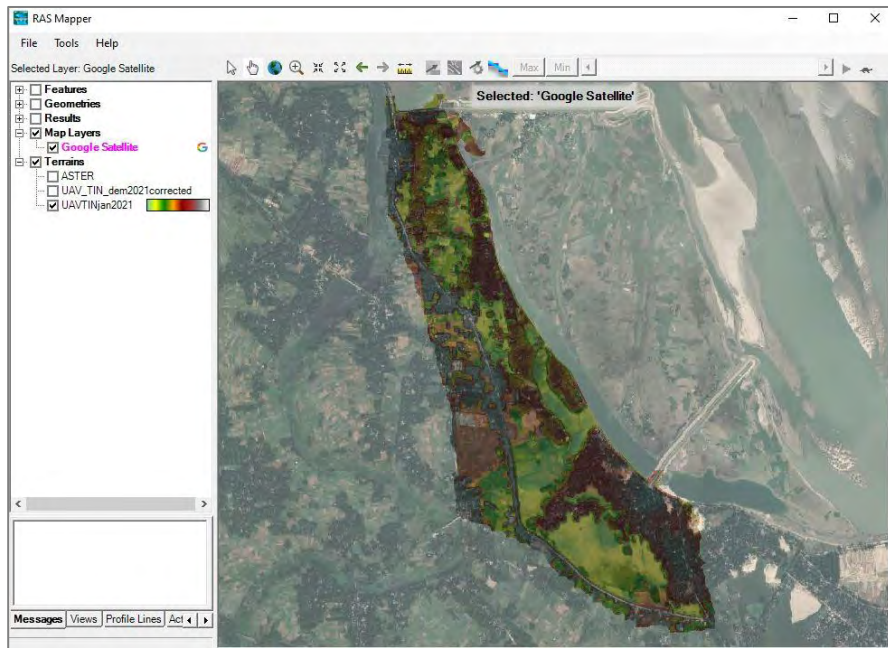 RAS Mapper
File Tools Help
Selected Layer: Google Satellite
Max Min
Selected: 'Google Satellite'
Features
Geometries
Results
Map Layers
Google Satellite
G
Terrains
ASTER
UAV_TIN_dem2021corrected
UAVTINjan2021
Messages Views Profile Lines Act